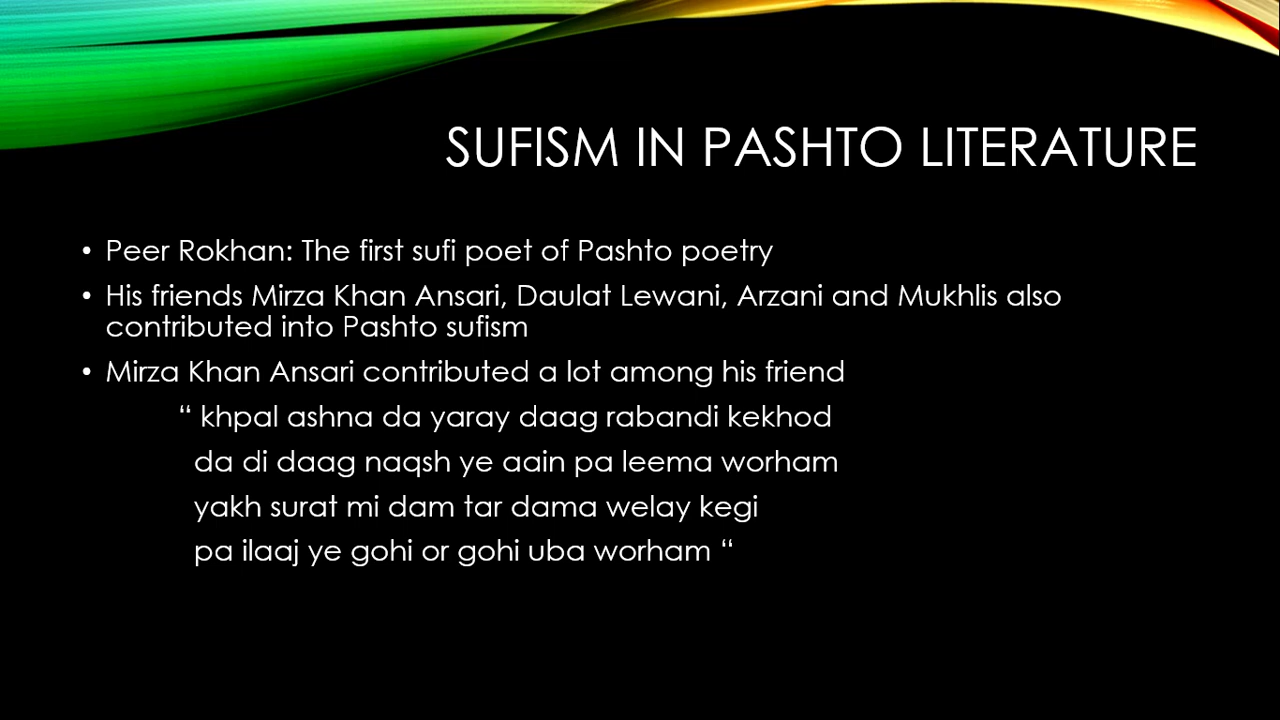 SUFISM IN PASHTO LITERATURE
• Peer Rokhan: The first sufi poet of Pashto poetry
• His friends Mirza Khan Ansari, Daulat Lewani, Arzani and Mukhlis also
contributed into Pashto sufism
• Mirza Khan Ansari contributed a lot among his friend
“ khpal ashna da yaray daag rabandi kekhod
da di daag naqsh ye aain pa leema worham
yakh surat mi dam tar dama welay kegi
pa ilaaj ye gohi or gohi uba worham “